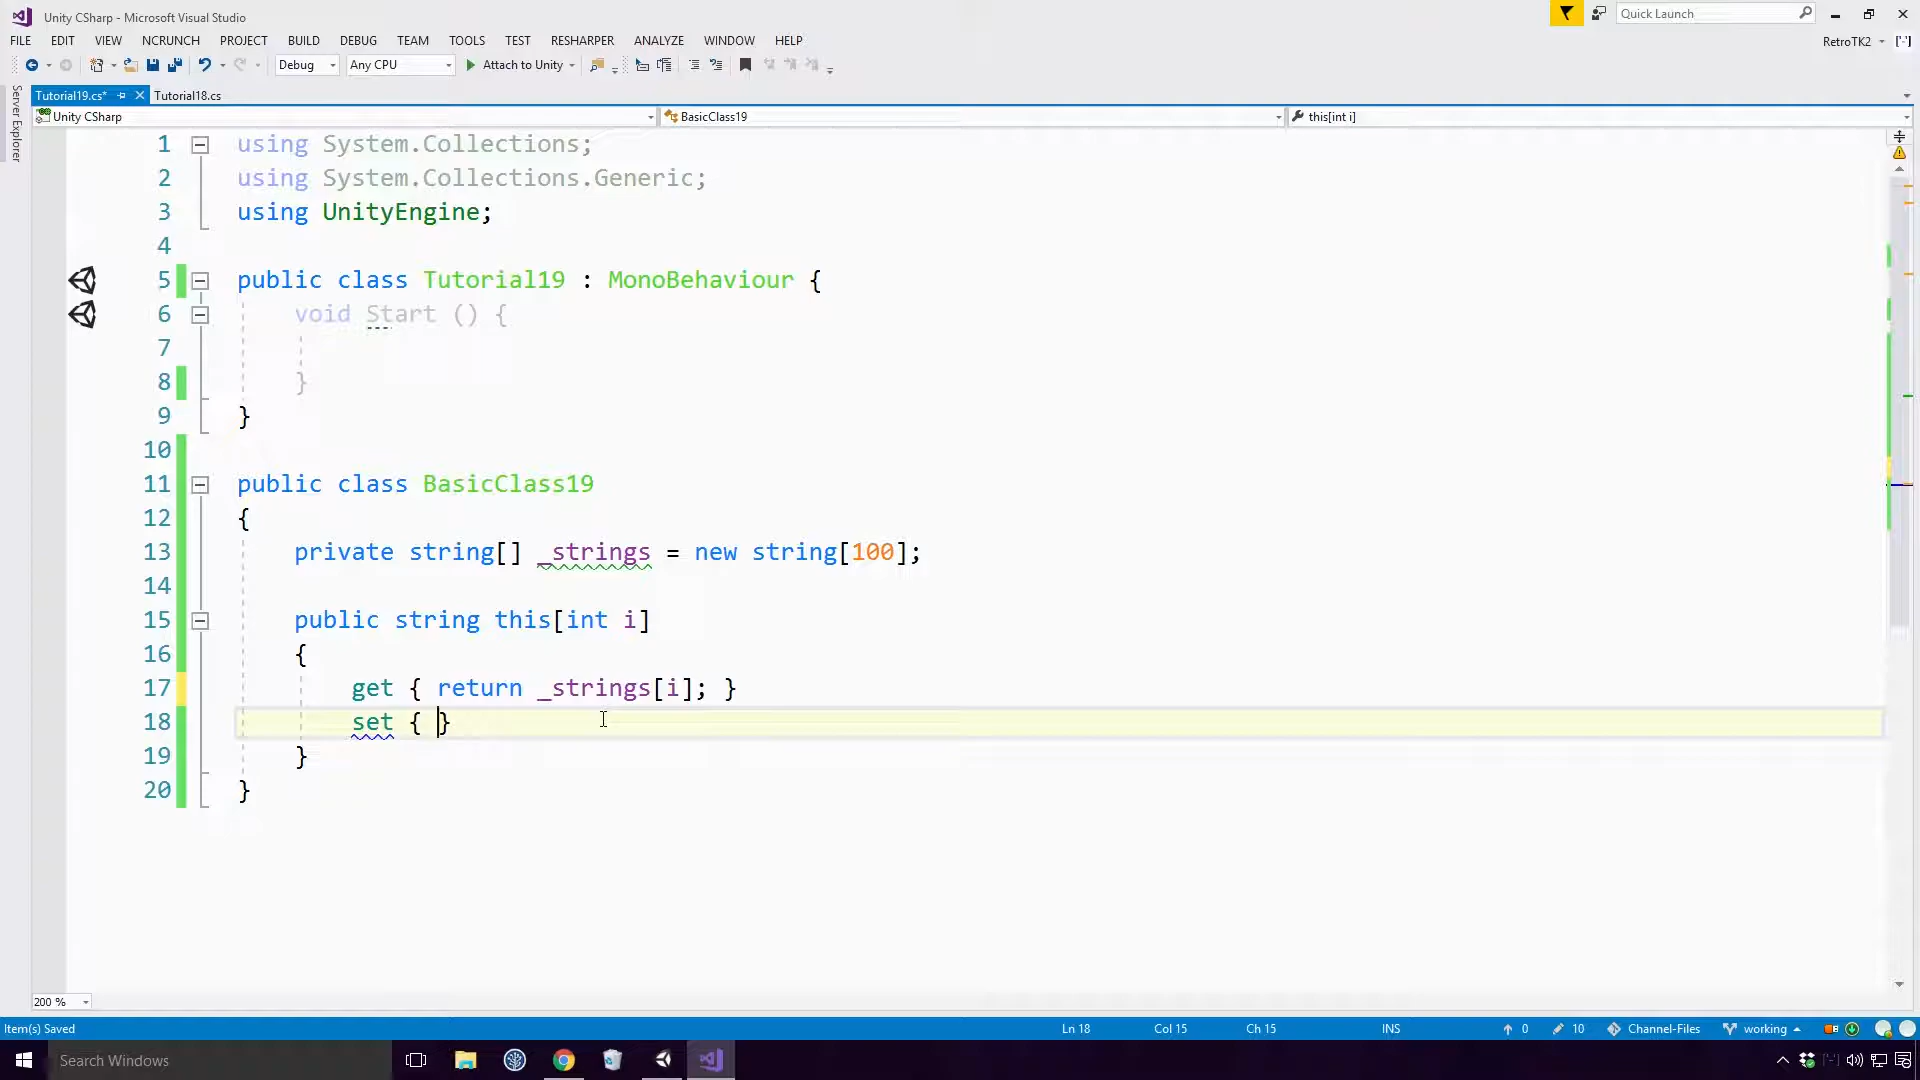 Unity CSharp - Microsoft Visual Studio
Quick Launch
FILE EDIT VIEW NCRUNCH PROJECT BUILD DEBUG TEAM TOOLS TEST RESHARPER ANALYZE WINDOW HELP
RetroTK2
Debug Any CPU Attach to Unity
Server Explorer
Tutorial19.cs* Tutorial18.cs
Unity CSharp BasicClass19 this[int i]
1 using System.Collections;
2 using System.Collections.Generic;
3 using UnityEngine;
4
5 public class Tutorial19 : MonoBehaviour {
6 void Start () {
7
8 }
9 }
10
11 public class BasicClass19
12 {
13 private string[] _strings = new string[100];
14
15 public string this[int i]
16 {
17 get { return _strings[i]; }
18 set { }
19 }
20 }
200 %
Item(s) Saved Ln 18 Col 15 Ch 15 INS 0 10 Channel-Files working
Search Windows